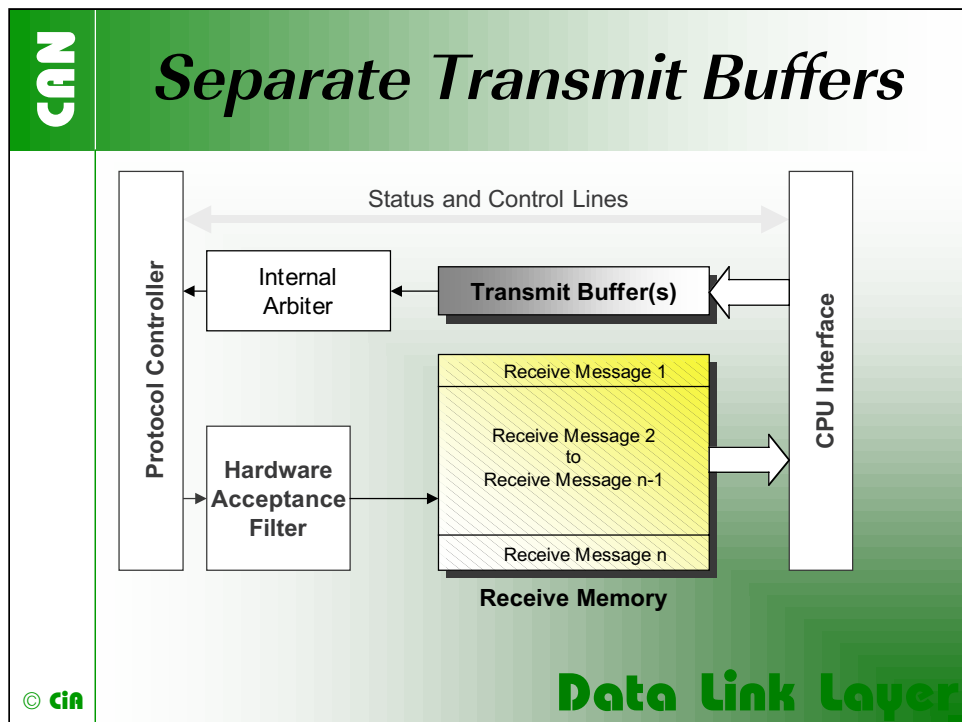 CAN
Separate Transmit Buffers
Status and Control Lines
Protocol Controller
Internal
Arbiter
Transmit Buffer(s)
CPU Interface
Receive Message 1
Receive Message 2
to
Receive Message n-1
Receive Message n
Hardware
Acceptance
Filter
Receive Memory
© CiA
Data Link Layer